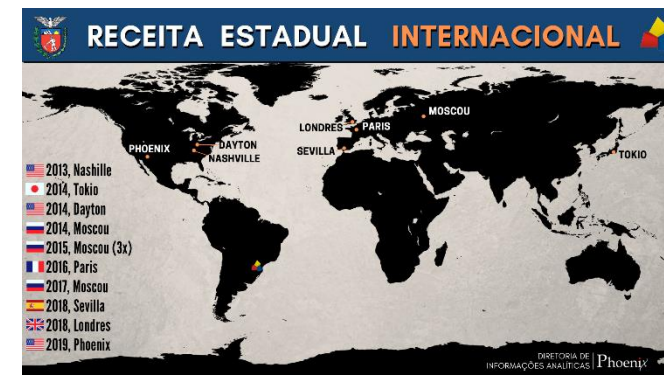 RECEITA ESTADUAL INTERNACIONAL
MOSCOU
LONDRES PARIS
PHOENIX DAYTON
NASHVILLE
SEVILLA
TOKIO
2013, Nashille
2014, Tokio
2014, Dayton
2014, Moscou
2015, Moscou (3x)
2016, Paris
2017, Moscou
2018, Sevilla
2018, Londres
2019, Phoenix
DIRETORIA DE
INFORMAÇÕES ANALÍTICAS Phoenix